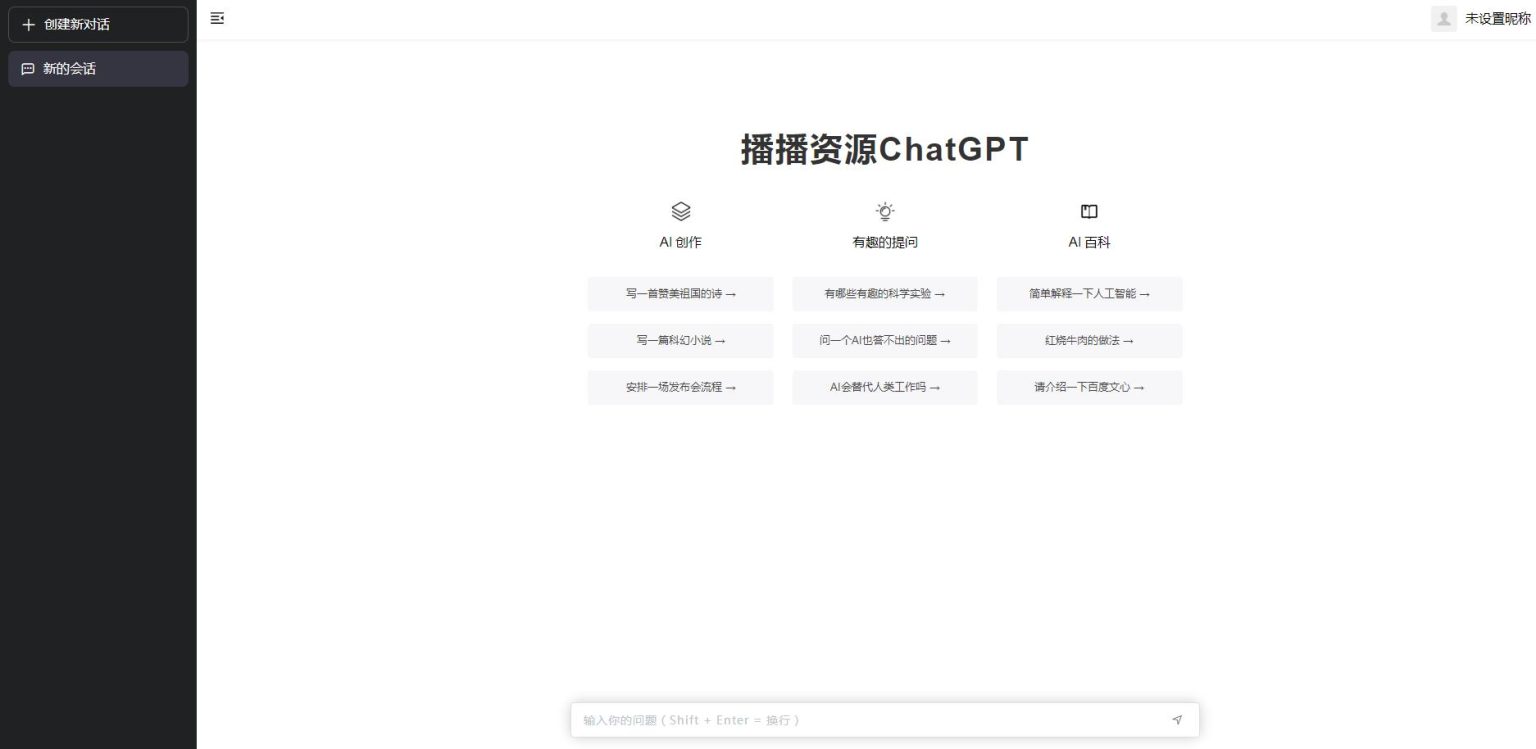 创建新对话
新的会话
未设置昵称
播播资源ChatGPT
AI 创作
有趣的提问
AI 百科
写一首赞美祖国的诗 →
有哪些有趣的科学实验 →
简单解释一下人工智能 →
写一篇科幻小说 →
问一个AI也答不出的问题 →
红烧牛肉的做法 →
安排一场发布会流程 →
AI会替代人类工作吗 →
请介绍一下百度文心 →
输入你的问题 ( Shift + Enter = 换行 )